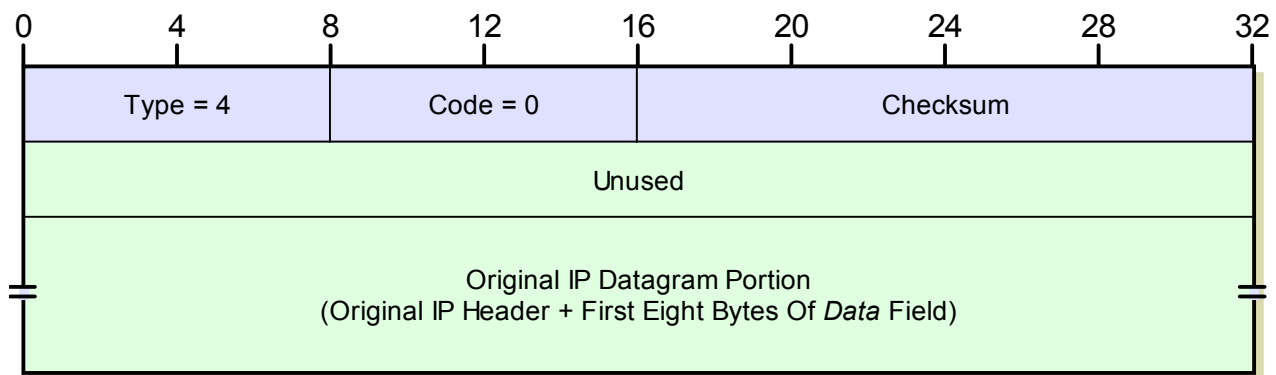 0 4 8 12 16 20 24 28 32
Type = 4 Code = 0 Checksum
Unused
Original IP Datagram Portion
(Original IP Header + First Eight Bytes Of Data Field)